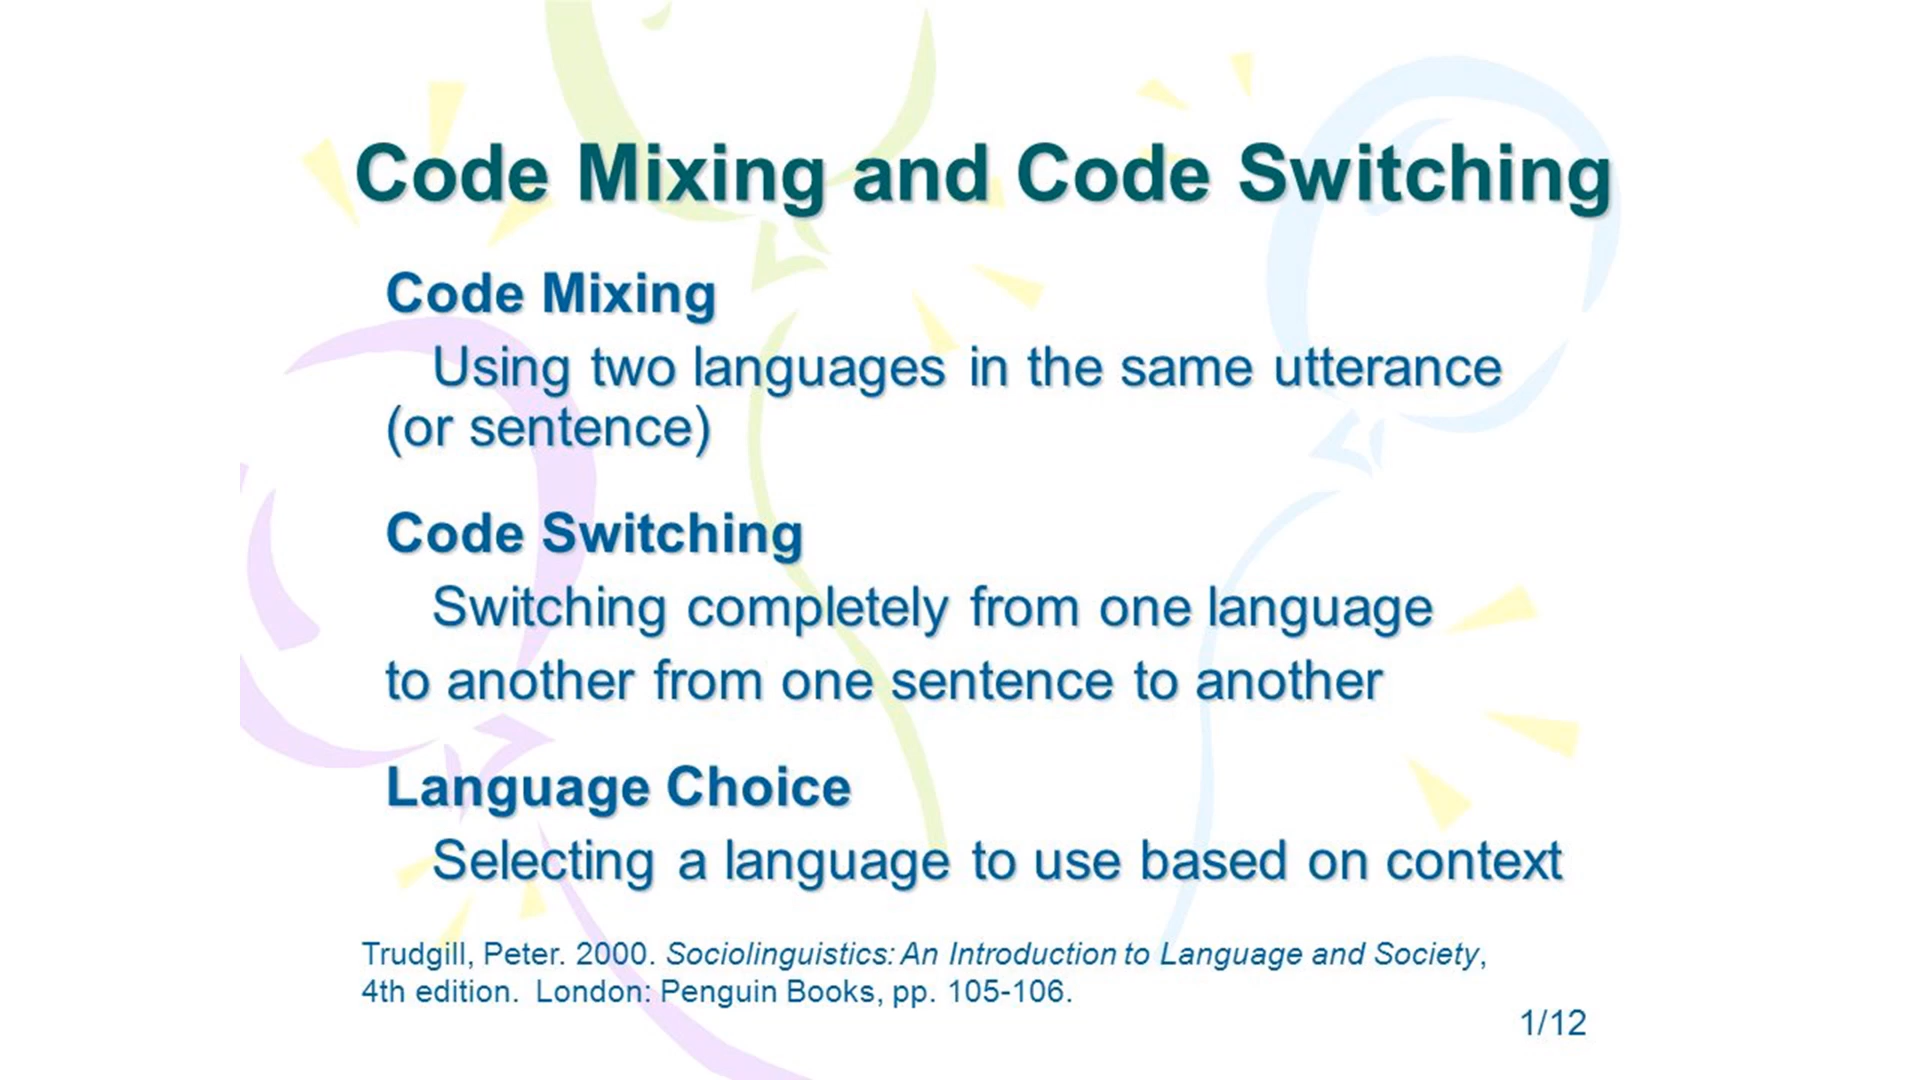 Code Mixing and Code Switching
Code Mixing
Using two languages in the same utterance
(or sentence)
Code Switching
Switching completely from one language
to another from one sentence to another
Language Choice
Selecting a language to use based on context
Trudgill, Peter. 2000. Sociolinguistics: An Introduction to Language and Society,
4th edition. London: Penguin Books, pp. 105-106.
1/12